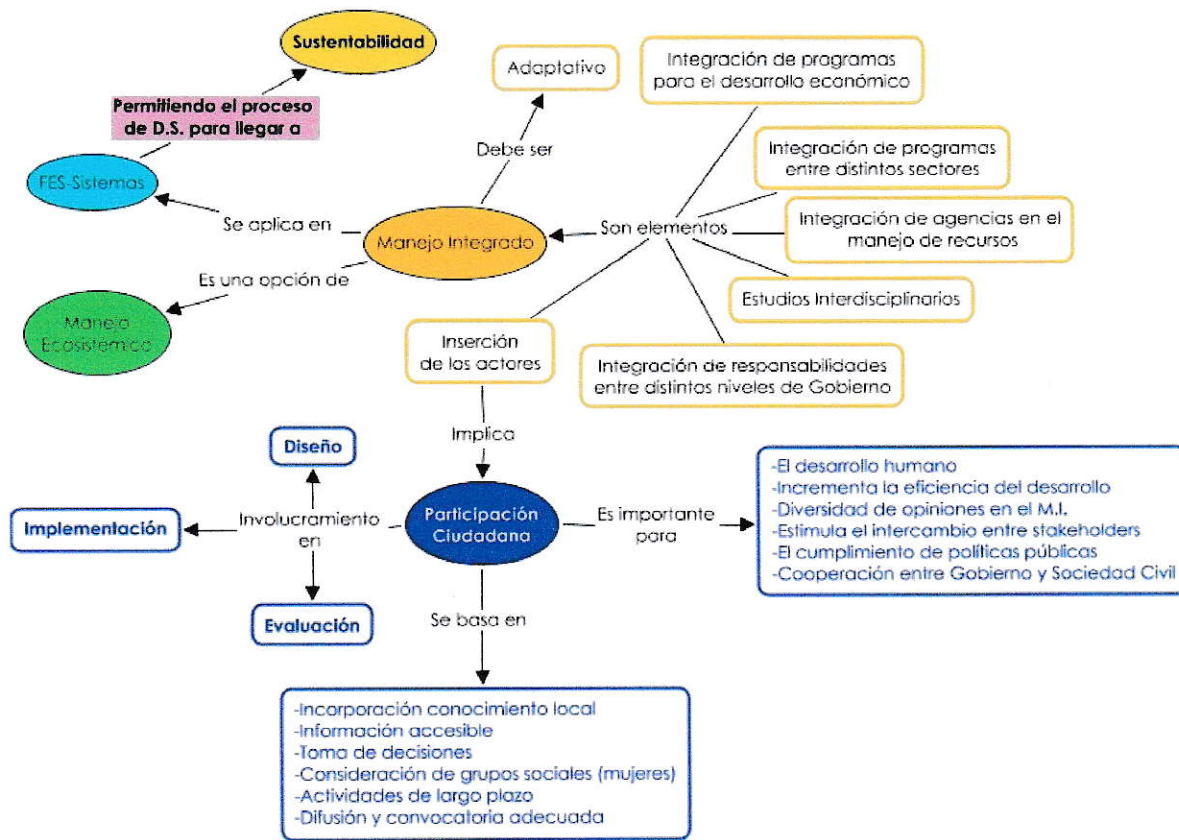 Sustentabilidad
Permitiendo el proceso
de D.S. para llegar a
FES-Sistemas
Se aplica en
Es una opción de
Manejo
Ecosistémico
Adaptativo
Debe ser
Manejo Integrado
Son elementos
Integración de programas
para el desarrollo económico
Integración de programas
entre distintos sectores
Integración de agencias en el
manejo de recursos
Estudios Interdisciplinarios
Integración de responsabilidades
entre distintos niveles de Gobierno
Inserción
de los actores
Implica
Participación
Ciudadana
Involucramiento
en
Diseño
Implementación
Evaluación
Es importante
para
-El desarrollo humano
-Incrementa la eficiencia del desarrollo
-Diversidad de opiniones en el M.I.
-Estimula el intercambio entre stakeholders
-El cumplimiento de políticas públicas
-Cooperación entre Gobierno y Sociedad Civil
Se basa en
-Incorporación conocimiento local
-Información accesible
-Toma de decisiones
-Consideración de grupos sociales (mujeres)
-Actividades de largo plazo
-Difusión y convocatoria adecuada